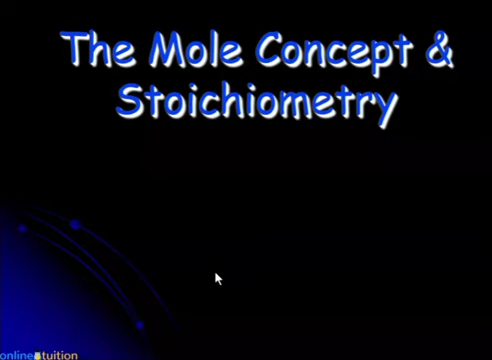 The Mole Concept &
Stoichiometry
online tuition